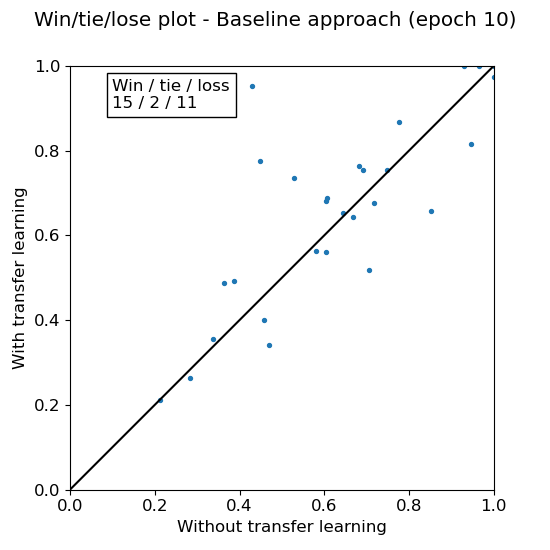 Win/tie/lose plot - Baseline approach (epoch 10)
1.0
Win / tie / loss
15 / 2 / 11
0.8
0.6
0.4
0.2
0.0
With transfer learning
0.0 0.2 0.4 0.6 0.8 1.0
Without transfer learning